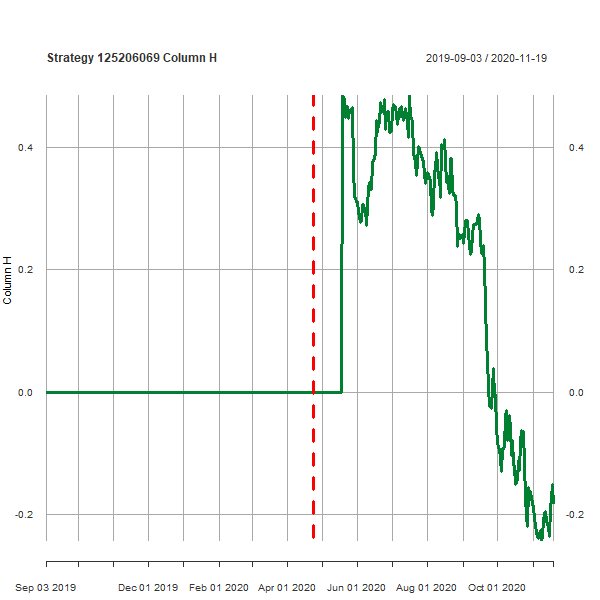 Strategy 125206069 Column H
2019-09-03 / 2020-11-19
Column H
0.4
0.2
0.0
-0.2
0.4
0.2
0.0
-0.2
Sep 03 2019
Dec 01 2019
Feb 01 2020
Apr 01 2020
Jun 01 2020
Aug 01 2020
Oct 01 2020